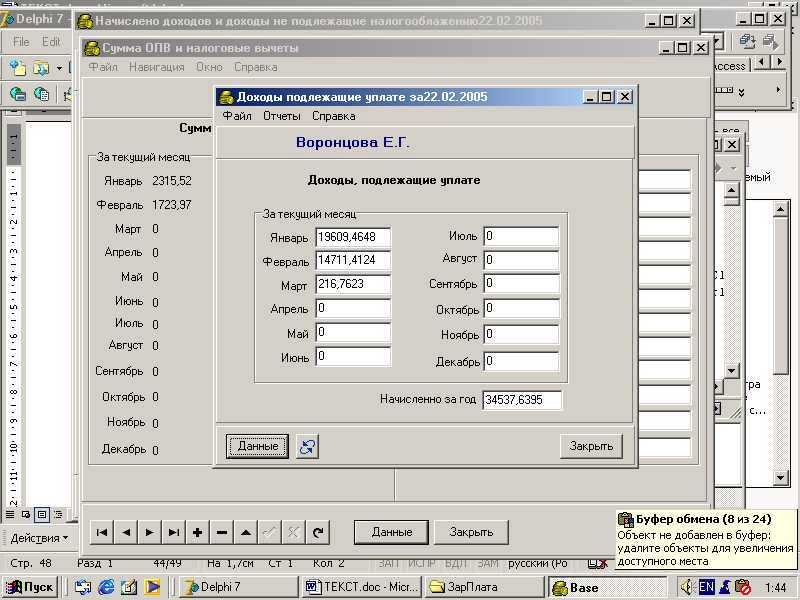 Delphi 7
Начислено доходов и доходы не подлежащие налогооблажению22.02.2005
File Edit
Сумма ОПВ и налоговые вычеты
Файл Навигация Окно Справка
Access
Доходы подлежащие уплате за22.02.2005
Файл Отчеты Справка
Воронцова Е.Г.
Доходы, подлежащие уплате
Сумм
За текущий месяц
Январь 2315,52
Февраль 1723,97
Март 0
Апрель 0
Май 0
Июнь 0
Июль 0
Август 0
Сентябрь 0
Октябрь 0
Ноябрь 0
Декабрь 0
За текущий месяц
Январь 19609,4648
Февраль 14711,4124
Март 216,7623
Апрель 0
Май 0
Июнь 0
Июль 0
Август 0
Сентябрь 0
Октябрь 0
Ноябрь 0
Декабрь 0
Начисленно за год 34537,6395
Данные
Закрыть
Данные
Закрыть
Действия
Буфер обмена (8 из 24)
Объект не добавлен в буфер:
удалите объекты для увеличения
доступного места
Стр. 48 Разд 1 44/49 На 1,7см Ст 1 Кол 2 ЗАП ИСПР ВДЛ ЗАМ русский (Ро
Пуск
Delphi 7
ТЕКСТ.doc - Micr...
ЗарПлата
Base
EN
1:44